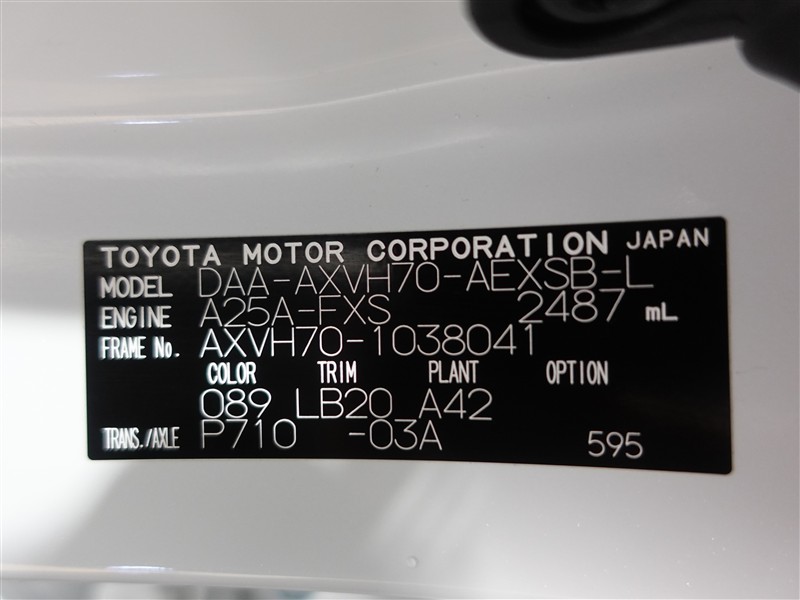 TOYOTA MOTOR CORPORATION JAPAN
MODEL DAA-AXVH70-AEXSB-L
ENGINE A25A-FXS 2487 mL
FRAME No. AXVH70-1038041
COLOR TRIM PLANT OPTION
089 LB20 A42
TRANS./AXLE P710 -03A 595